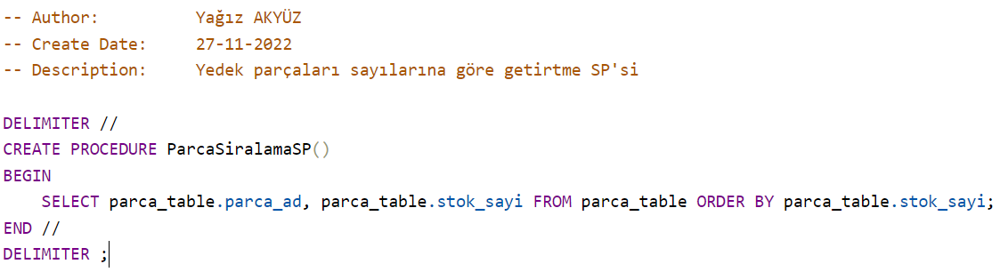 -- Author:          Yağız AKYÜZ
-- Create Date:     27-11-2022
-- Description:     Yedek parçaları sayılarına göre getirtme SP'si

DELIMITER //
CREATE PROCEDURE ParcaSiralamaSP()
BEGIN
    SELECT parca_table.parca_ad, parca_table.stok_sayi FROM parca_table ORDER BY parca_table.stok_sayi;
END //
DELIMITER ;